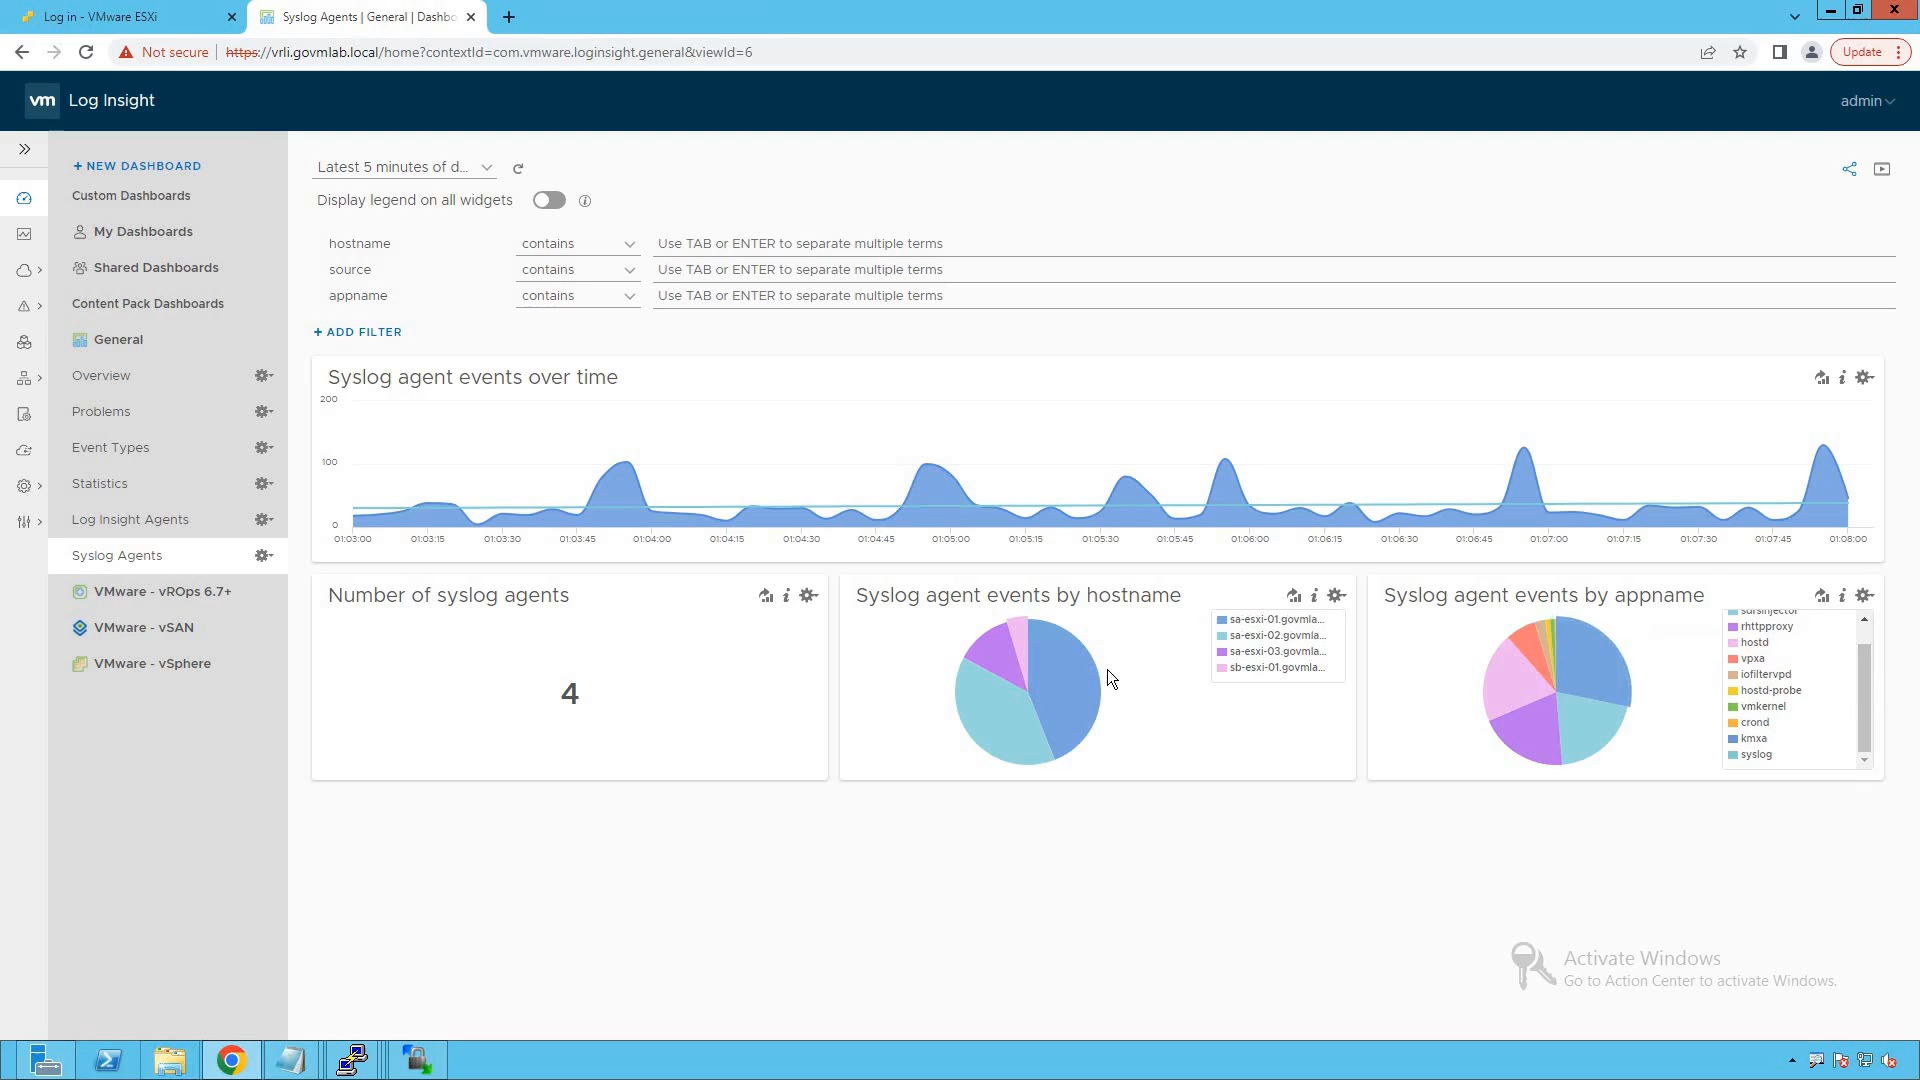 Log in - VMware ESXi
Syslog Agents | General | Dashbo
Not secure
https://vrli.govmlab.local/home?contextId=com.vmware.loginsight.general&viewId=6
Update
vm Log Insight
admin
+ NEW DASHBOARD
Custom Dashboards
My Dashboards
Shared Dashboards
Content Pack Dashboards
General
Overview
Problems
Event Types
Statistics
Log Insight Agents
Syslog Agents
VMware - vROps 6.7+
VMware - vSAN
VMware - vSphere
Latest 5 minutes of d...
Display legend on all widgets
hostname contains Use TAB or ENTER to separate multiple terms
source contains Use TAB or ENTER to separate multiple terms
appname contains Use TAB or ENTER to separate multiple terms
+ ADD FILTER
Syslog agent events over time
200
100
0
01:03:00 01:03:15 01:03:30 01:03:45 01:04:00 01:04:15 01:04:30 01:04:45 01:05:00 01:05:15 01:05:30 01:05:45 01:06:00 01:06:15 01:06:30 01:06:45 01:07:00 01:07:15 01:07:30 01:07:45 01:08:00
Number of syslog agents
4
Syslog agent events by hostname
sa-esxi-01.govmla...
sa-esxi-02.govmla...
sa-esxi-03.govmla...
sb-esxi-01.govmla...
Syslog agent events by appname
rhttpproxy
hostd
vpxa
iofiltervpd
hostd-probe
vmkernel
crond
kmxa
syslog
Activate Windows
Go to Action Center to activate Windows.